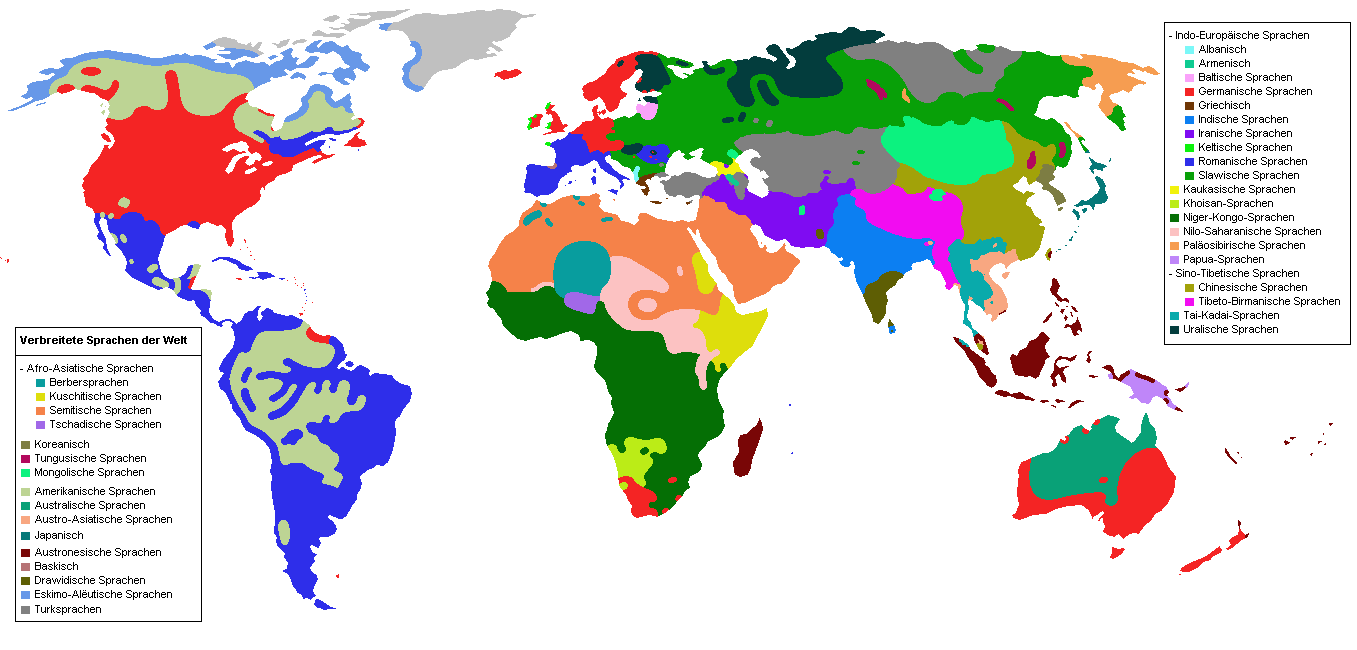 Verbreitete Sprachen der Welt
- Afro-Asiatische Sprachen
Berbersprachen
Kuschitische Sprachen
Semitische Sprachen
Tschadische Sprachen
Koreanisch
Tungusische Sprachen
Mongolische Sprachen
Amerikanische Sprachen
Australische Sprachen
Austro-Asiatische Sprachen
Japanisch
Austronesische Sprachen
Baskisch
Drawidische Sprachen
Eskimo-Alëutische Sprachen
Turksprachen
- Indo-Europäische Sprachen
Albanisch
Armenisch
Baltische Sprachen
Germanische Sprachen
Griechisch
Indische Sprachen
Iranische Sprachen
Keltische Sprachen
Romanische Sprachen
Slawische Sprachen
Kaukasische Sprachen
Khoisan-Sprachen
Niger-Kongo-Sprachen
Nilo-Saharanische Sprachen
Paläosibirische Sprachen
Papua-Sprachen
- Sino-Tibetische Sprachen
Chinesische Sprachen
Tibeto-Birmanische Sprachen
Tai-Kadai-Sprachen
Uralische Sprachen